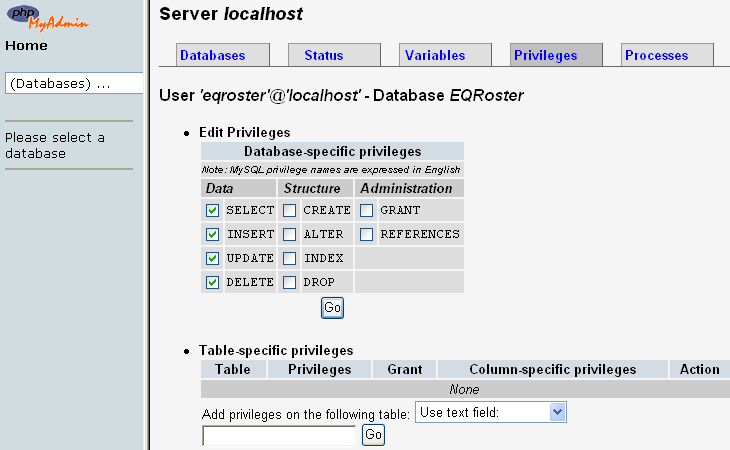 php
MyAdmin
Home
(Databases) ...
Please select a
database
Server localhost
Databases Status Variables Privileges Processes
User 'eqroster'@'localhost' - Database EQRoster
• Edit Privileges
Database-specific privileges
Note: MySQL privilege names are expressed in English
Data Structure Administration
SELECT CREATE GRANT
INSERT ALTER REFERENCES
UPDATE INDEX
DELETE DROP
Go
• Table-specific privileges
Table Privileges Grant Column-specific privileges Action
None
Add privileges on the following table: Use text field:
Go